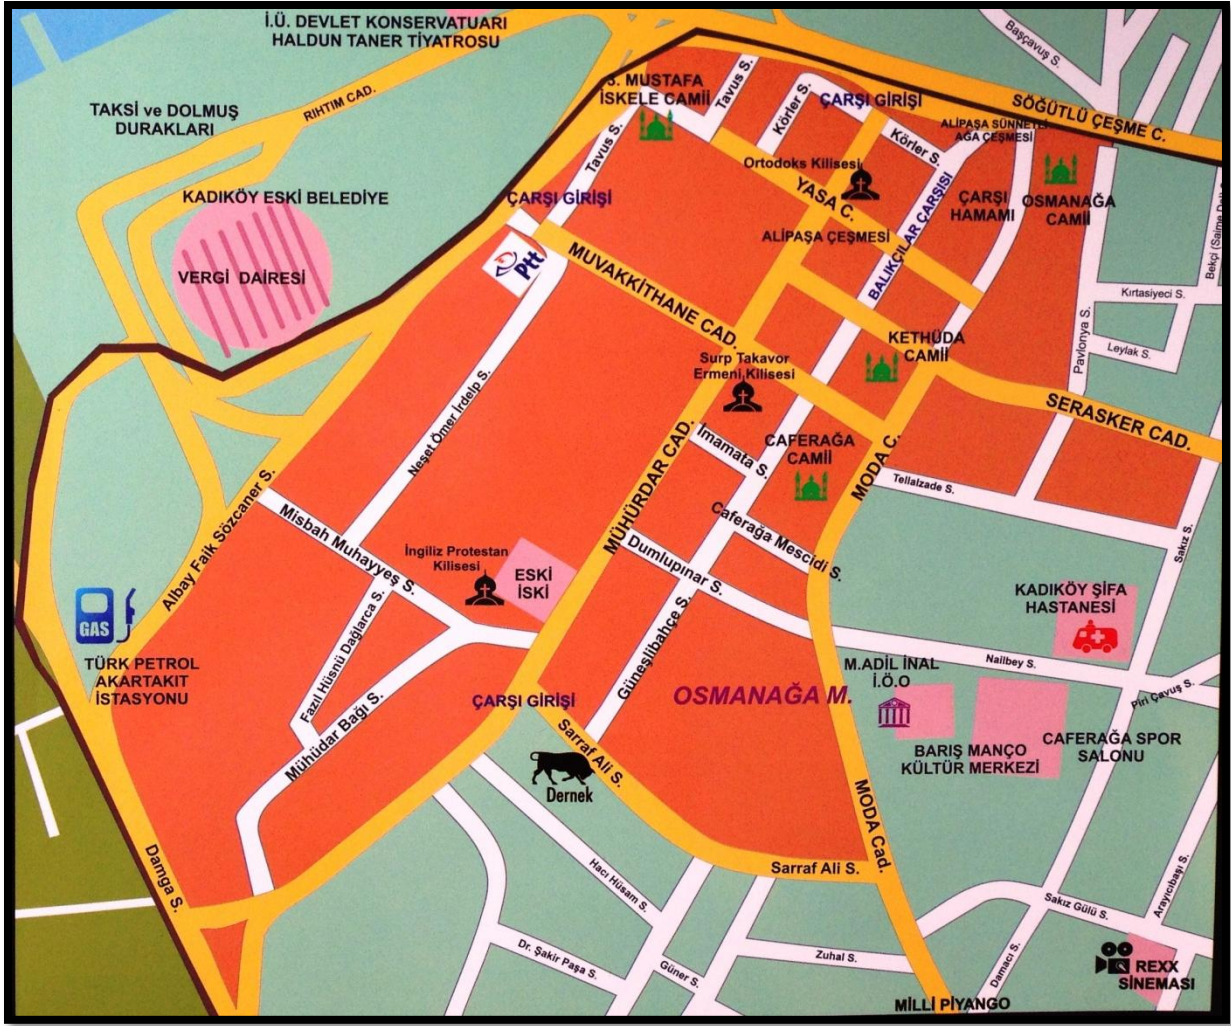 İ.Ü. DEVLET KONSERVATUARI
HALDUN TANER TİYATROSU
Başçavuş S.
3. MUSTAFA
İSKELE CAMİİ
Tavus S.
Körler S.
ÇARŞI GİRİŞİ
SÖĞÜTLÜ ÇEŞME C.
TAKSİ ve DOLMUŞ
DURAKLARI
RIHTIM CAD.
Tavus S.
Körler S.
ALİPAŞA SÜNNETLİ
AĞA ÇEŞMESİ
Ortodoks Kilisesi
YASA C.
KADIKÖY ESKİ BELEDİYE
ÇARŞI GİRİŞİ
ÇARŞI
HAMAMI
OSMANAĞA
CAMİİ
ALİPAŞA ÇEŞMESİ
BALIKÇILAR ÇARŞISI
VERGİ DAİRESİ
Ptt
MUVAKKİTHANE CAD.
Kırtasiyeci S.
Leylak S.
Pavlonya S.
KETHÜDA
CAMİİ
Surp Takavor
Ermeni Kilisesi
SERASKER CAD.
Neşet Ömer İrdelp S.
İmamata S.
CAFERAĞA
CAMİİ
MODA C.
MÜHÜRDAR CAD.
Tellalzade S.
Albay Faik Sözcaner S.
Misbah Muhayyeş S.
Caferağa Mescidi S.
Sakız S.
İngiliz Protestan
Kilisesi
ESKİ
İSKİ
Dumlupınar S.
GAS
Fazıl Hüsnü Dağlarca S.
Güneşlibahçe S.
KADIKÖY ŞİFA
HASTANESİ
Nailbey S.
TÜRK PETROL
AKARTAKIT
İSTASYONU
M.ADİL İNAL
İ.Ö.O
OSMANAĞA M.
Piri Çavuş S.
ÇARŞI GİRİŞİ
Mühüdar Bağı S.
Sarraf Ali S.
BARIŞ MANÇO
KÜLTÜR MERKEZİ
CAFERAĞA SPOR
SALONU
Dernek
MODA Cad.
Damga S.
Sarraf Ali S.
Hacı Hüsam S.
Arayıcıbaşı S.
Sakız Gülü S.
Dr. Şakir Paşa S.
Güner S.
Zuhal S.
Damacı S.
REXX
SİNEMASI
MİLLİ PİYANGO